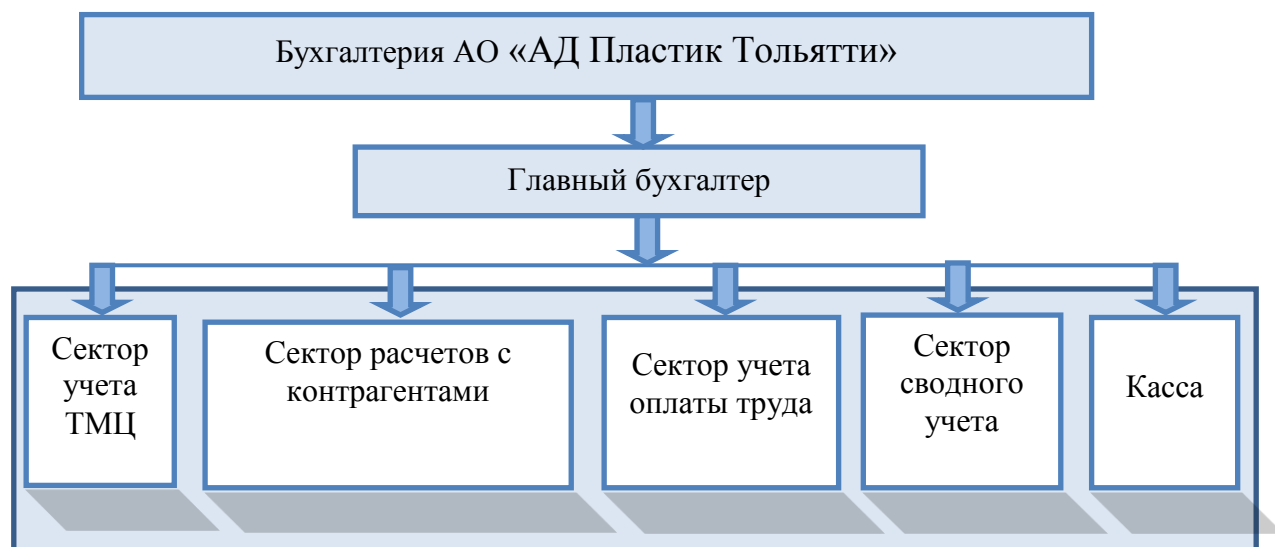 Бухгалтерия АО «АД Пластик Тольятти»
Главный бухгалтер
Сектор
учета
ТМЦ
Сектор расчетов с
контрагентами
Сектор учета
оплаты труда
Сектор
сводного
учета
Касса